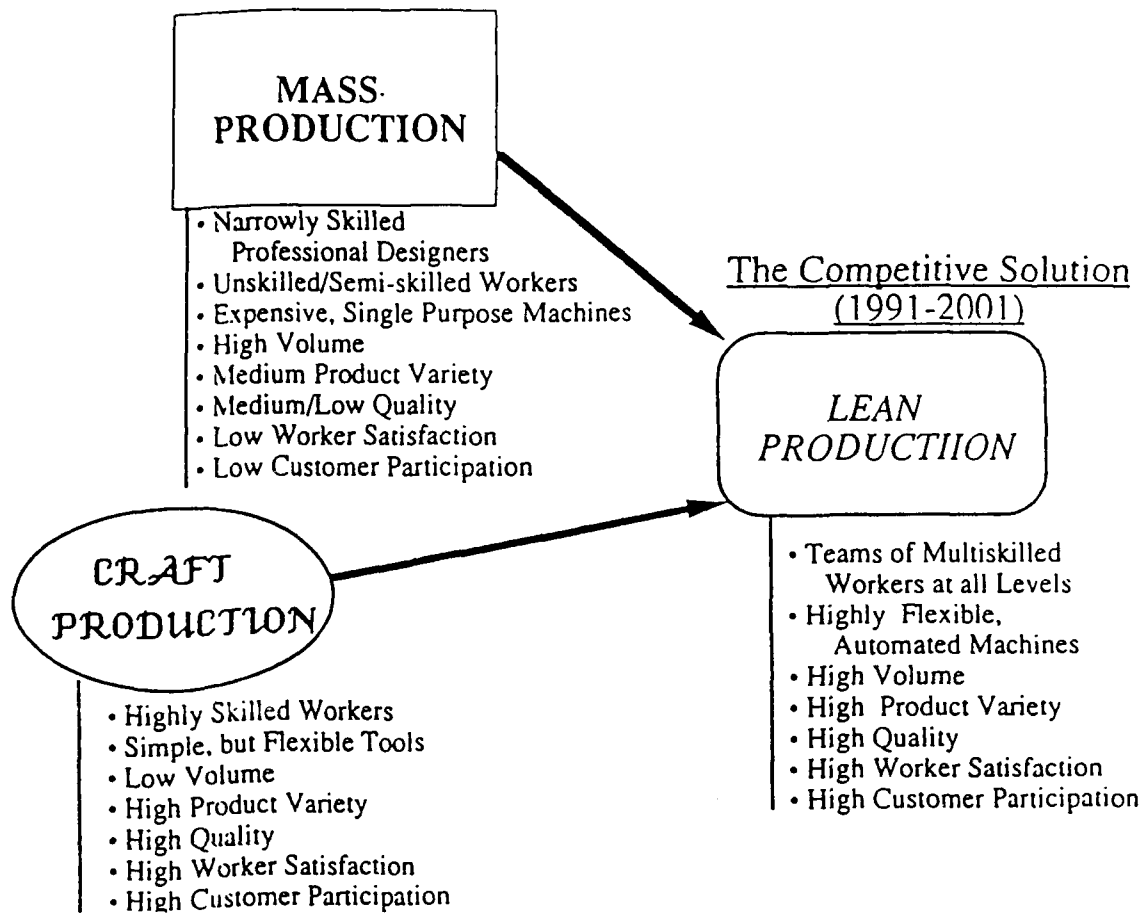 MASS
PRODUCTION
• Narrowly Skilled
Professional Designers
• Unskilled/Semi-skilled Workers
• Expensive, Single Purpose Machines
• High Volume
• Medium Product Variety
• Medium/Low Quality
• Low Worker Satisfaction
• Low Customer Participation
CRAFT
PRODUCTION
• Highly Skilled Workers
• Simple, but Flexible Tools
• Low Volume
• High Product Variety
• High Quality
• High Worker Satisfaction
• High Customer Participation
The Competitive Solution
(1991-2001)
LEAN
PRODUCTIION
• Teams of Multiskilled
Workers at all Levels
• Highly Flexible,
Automated Machines
• High Volume
• High Product Variety
• High Quality
• High Worker Satisfaction
• High Customer Participation